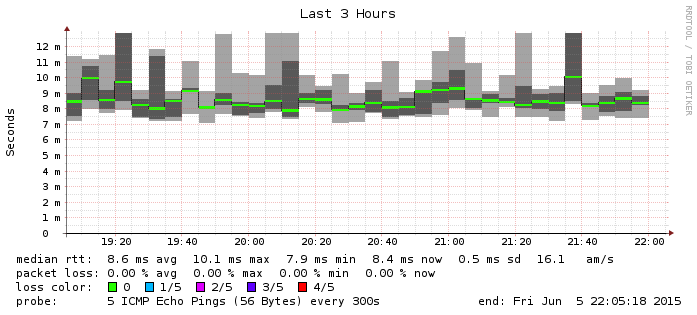 Last 3 Hours
RRDTOOL / TOBI OETIKER
Seconds
12 m
11 m
10 m
9 m
8 m
7 m
6 m
5 m
4 m
3 m
2 m
1 m
0
19:20 19:40 20:00 20:20 20:40 21:00 21:20 21:40 22:00
median rtt: 8.6 ms avg 10.1 ms max 7.9 ms min 8.4 ms now 0.5 ms sd 16.1 am/s
packet loss: 0.00 % avg 0.00 % max 0.00 % min 0.00 % now
loss color: 0 1/5 2/5 3/5 4/5
probe: 5 ICMP Echo Pings (56 Bytes) every 300s end: Fri Jun 5 22:05:18 2015